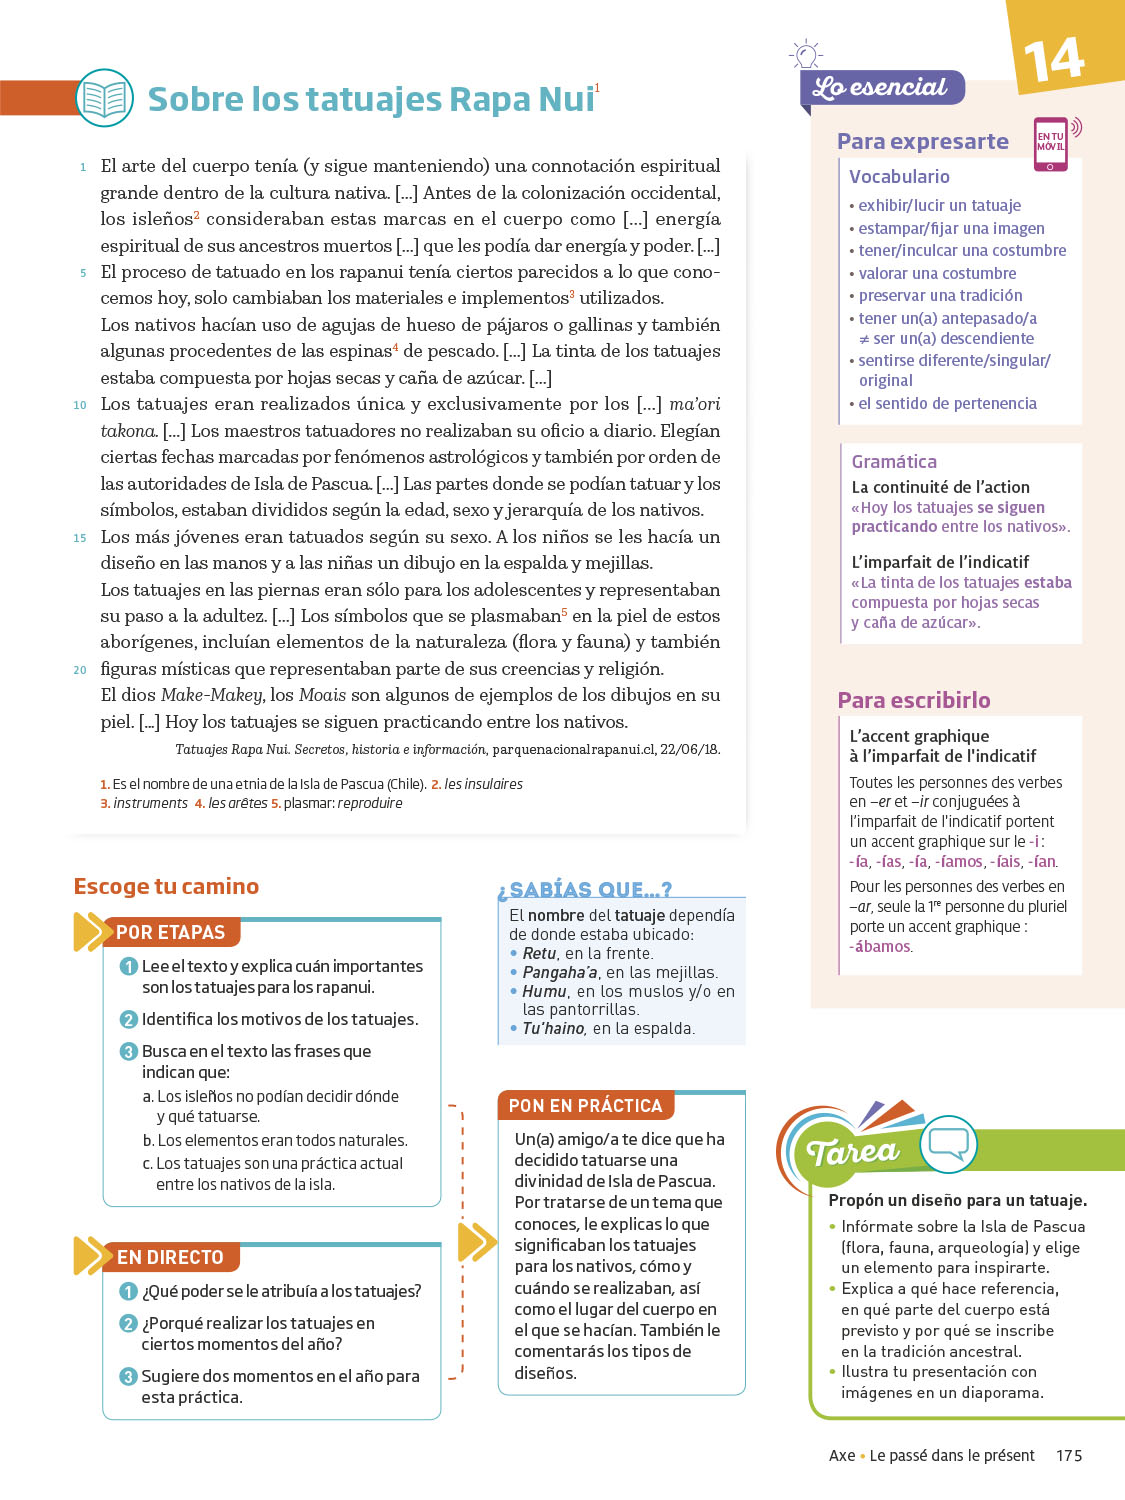 14
Sobre los tatuajes Rapa Nui¹
1 El arte del cuerpo tenía (y sigue manteniendo) una connotación espiritual
grande dentro de la cultura nativa. [...] Antes de la colonización occidental,
los isleños² consideraban estas marcas en el cuerpo como [...] energía
espiritual de sus ancestros muertos [...] que les podía dar energía y poder. [...]
5 El proceso de tatuado en los rapanui tenía ciertos parecidos a lo que cono-
cemos hoy, solo cambiaban los materiales e implementos³ utilizados.
Los nativos hacían uso de agujas de hueso de pájaros o gallinas y también
algunas procedentes de las espinas⁴ de pescado. [...] La tinta de los tatuajes
estaba compuesta por hojas secas y caña de azúcar. [...]
10 Los tatuajes eran realizados única y exclusivamente por los [...] ma'ori
takona. [...] Los maestros tatuadores no realizaban su oficio a diario. Elegían
ciertas fechas marcadas por fenómenos astrológicos y también por orden de
las autoridades de Isla de Pascua. [...] Las partes donde se podían tatuar y los
símbolos, estaban divididos según la edad, sexo y jerarquía de los nativos.
15 Los más jóvenes eran tatuados según su sexo. A los niños se les hacía un
diseño en las manos y a las niñas un dibujo en la espalda y mejillas.
Los tatuajes en las piernas eran sólo para los adolescentes y representaban
su paso a la adultez. [...] Los símbolos que se plasmaban⁵ en la piel de estos
aborígenes, incluían elementos de la naturaleza (flora y fauna) y también
20 figuras místicas que representaban parte de sus creencias y religión.
El dios Make-Makey, los Moais son algunos de ejemplos de los dibujos en su
piel. [...] Hoy los tatuajes se siguen practicando entre los nativos.
Tatuajes Rapa Nui. Secretos, historia e información, parquenacionalrapanui.cl, 22/06/18.
1. Es el nombre de una etnia de la Isla de Pascua (Chile). 2. les insulaires
3. instruments 4. les arêtes 5. plasmar: reproduire
Lo esencial
Para expresarte
EN TU
MÓVIL
Vocabulario
• exhibir/lucir un tatuaje
• estampar/fijar una imagen
• tener/inculcar una costumbre
• valorar una costumbre
• preservar una tradición
• tener un(a) antepasado/a
≠ ser un(a) descendiente
• sentirse diferente/singular/
original
• el sentido de pertenencia
Gramática
La continuité de l'action
«Hoy los tatuajes se siguen
practicando entre los nativos».
L'imparfait de l'indicatif
«La tinta de los tatuajes estaba
compuesta por hojas secas
y caña de azúcar».
Para escribirlo
L'accent graphique
à l'imparfait de l'indicatif
Toutes les personnes des verbes
en –er et –ir conjuguées à
l'imparfait de l'indicatif portent
un accent graphique sur le -i :
-ía, -ías, -ía, -íamos, -íais, -ían.
Pour les personnes des verbes en
–ar, seule la 1re personne du pluriel
porte un accent graphique :
-ábamos.
Escoge tu camino
POR ETAPAS
1 Lee el texto y explica cuán importantes
son los tatuajes para los rapanui.
2 Identifica los motivos de los tatuajes.
3 Busca en el texto las frases que
indican que:
a. Los isleños no podían decidir dónde
y qué tatuarse.
b. Los elementos eran todos naturales.
c. Los tatuajes son una práctica actual
entre los nativos de la isla.
EN DIRECTO
1 ¿Qué poder se le atribuía a los tatuajes?
2 ¿Porqué realizar los tatuajes en
ciertos momentos del año?
3 Sugiere dos momentos en el año para
esta práctica.
¿SABÍAS QUE...?
El nombre del tatuaje dependía
de donde estaba ubicado:
• Retu, en la frente.
• Pangaha'a, en las mejillas.
• Humu, en los muslos y/o en
las pantorrillas.
• Tu'haino, en la espalda.
PON EN PRÁCTICA
Un(a) amigo/a te dice que ha
decidido tatuarse una
divinidad de Isla de Pascua.
Por tratarse de un tema que
conoces, le explicas lo que
significaban los tatuajes
para los nativos, cómo y
cuándo se realizaban, así
como el lugar del cuerpo en
el que se hacían. También le
comentarás los tipos de
diseños.
Tarea
Propón un diseño para un tatuaje.
• Infórmate sobre la Isla de Pascua
(flora, fauna, arqueología) y elige
un elemento para inspirarte.
• Explica a qué hace referencia,
en qué parte del cuerpo está
previsto y por qué se inscribe
en la tradición ancestral.
• Ilustra tu presentación con
imágenes en un diaporama.
Axe • Le passé dans le présent 175